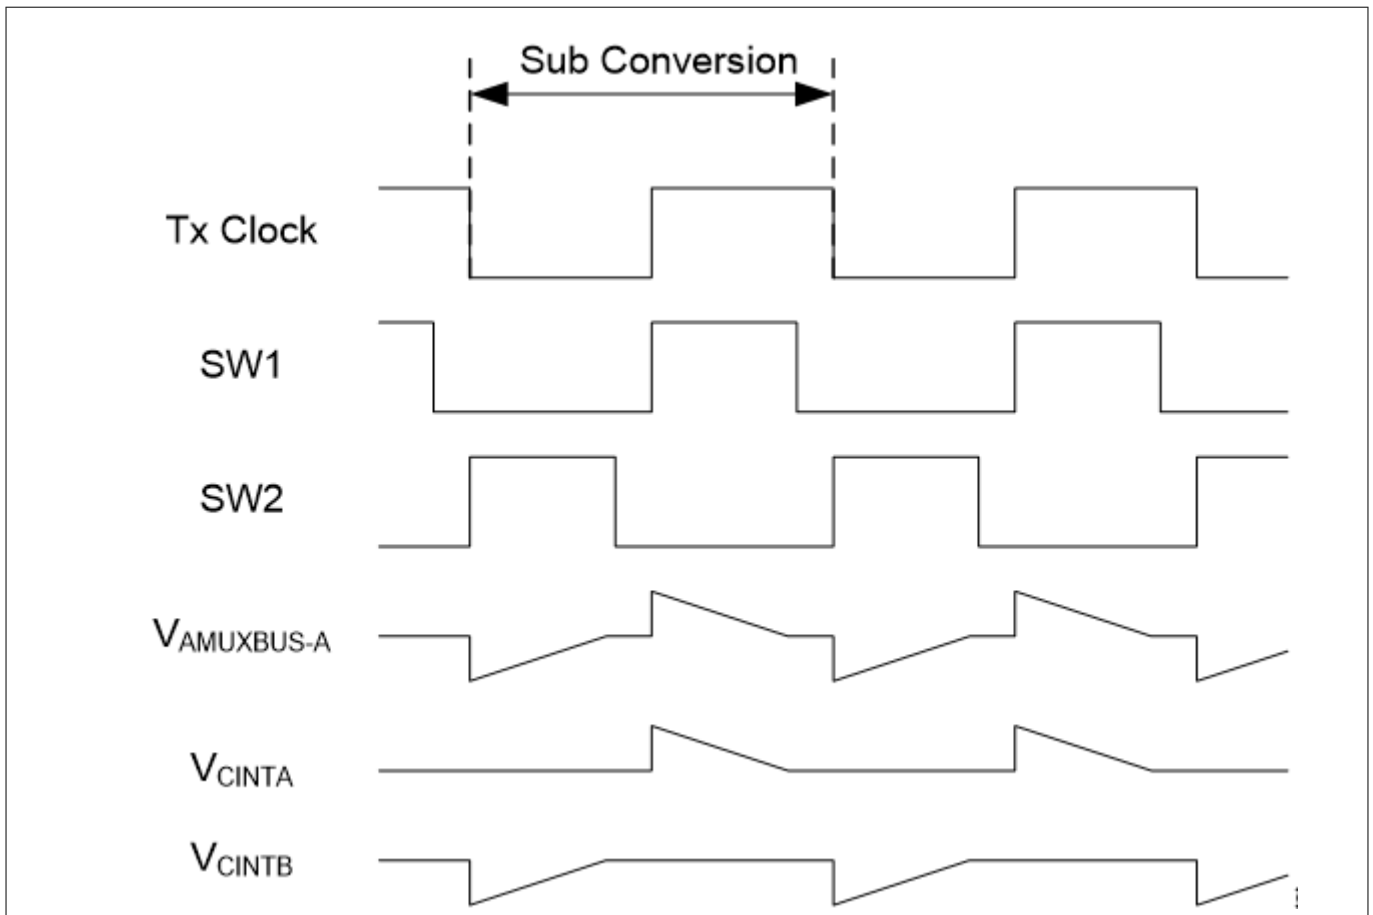 Sub Conversion
Tx Clock
SW1
SW2
VAMUXBUS-A
VCINTA
VCINTB